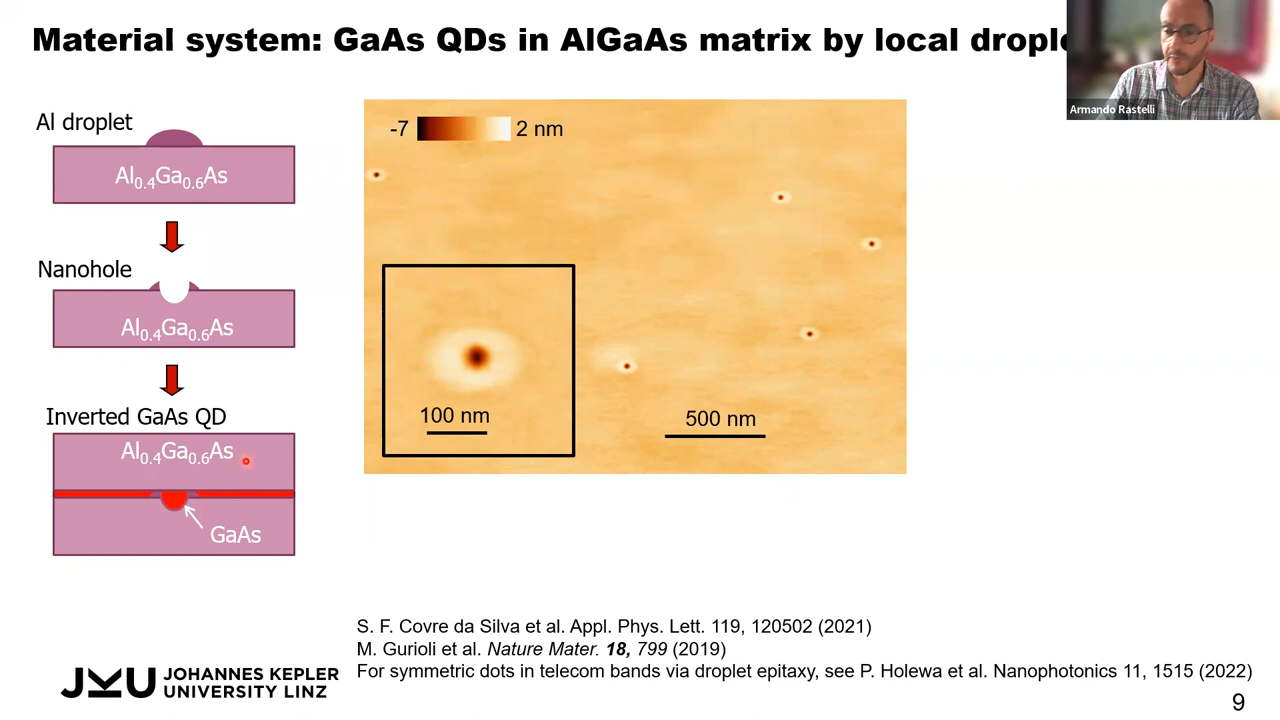 Material system: GaAs QDs in AlGaAs matrix by local
Armando Rastelli
Al droplet
Al0.4Ga0.6As
Nanohole
Al0.4Ga0.6As
Inverted GaAs QD
Al0.4Ga0.6As
GaAs
-7 2 nm
100 nm
500 nm
S. F. Covre da Silva et al. Appl. Phys. Lett. 119, 120502 (2021)
M. Gurioli et al. Nature Mater. 18, 799 (2019)
For symmetric dots in telecom bands via droplet epitaxy, see P. Holewa et al. Nanophotonics 11, 1515 (2022)
JKU JOHANNES KEPLER
UNIVERSITY LINZ
9